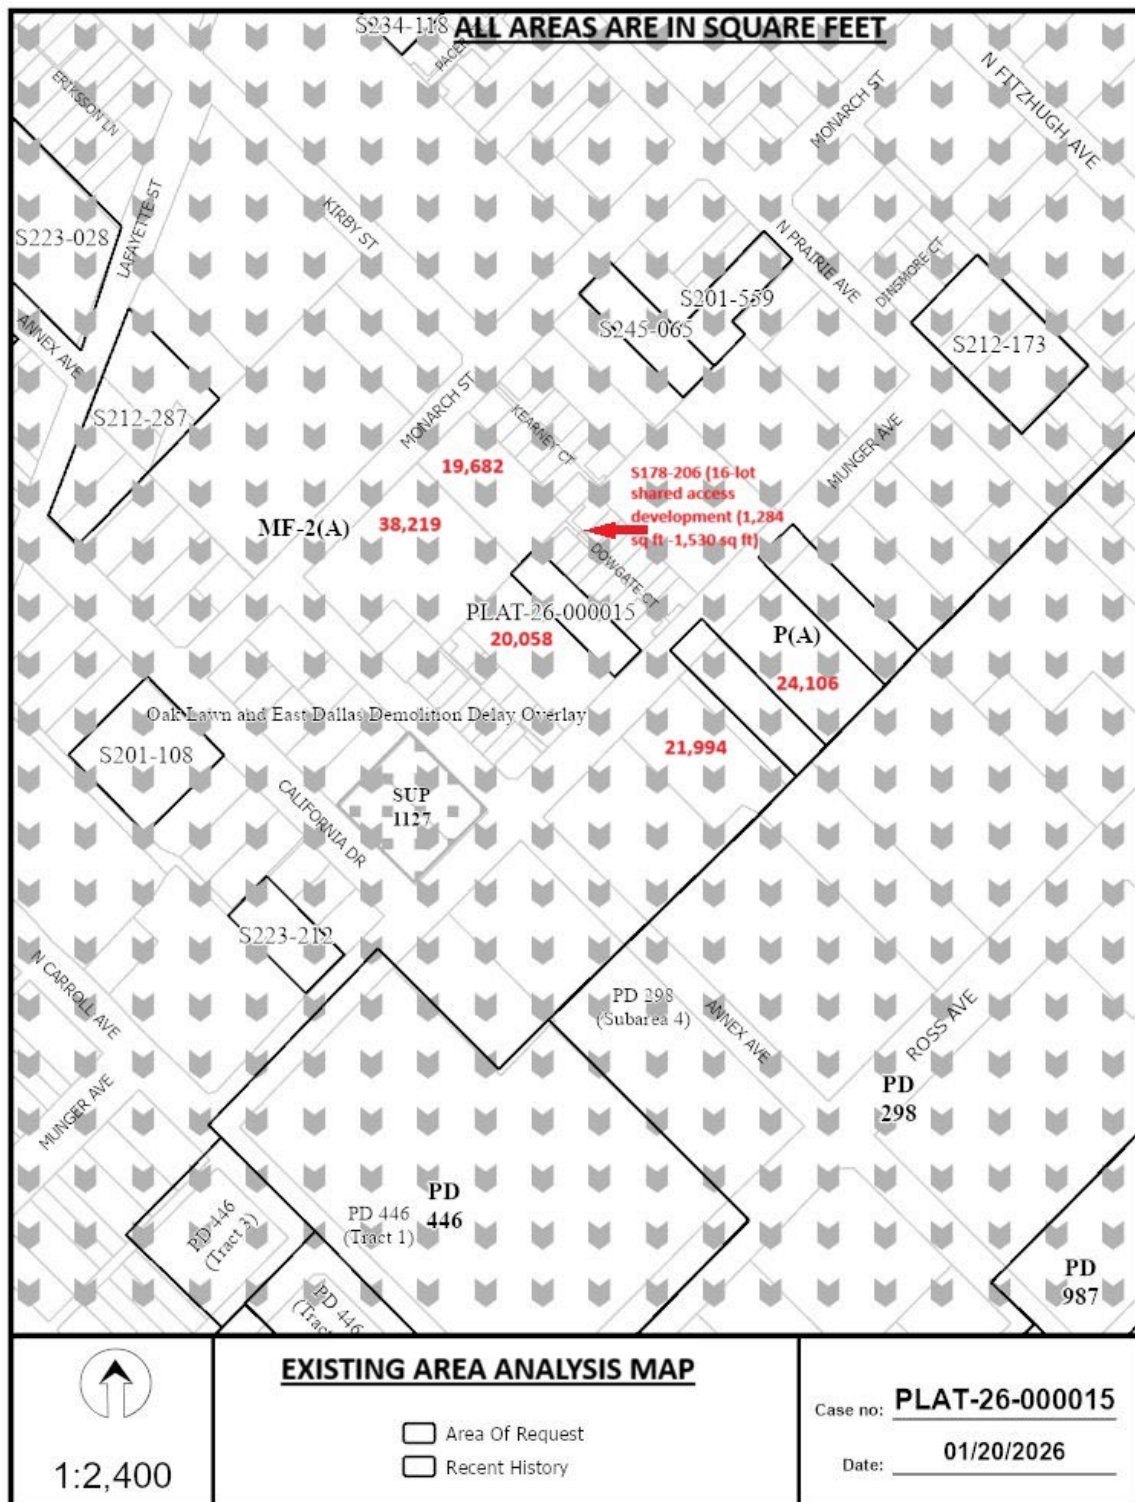 S234-118
ALL AREAS ARE IN SQUARE FEET
ERIKSSON LN
N FITZHUGH AVE
MONARCH ST
S223-028
LAFAYETTE ST
KIRBY ST
N PRAIRIE AVE
DINSMORE CT
S201-559
S245-065
S212-173
ANNEX AVE
S212-287
MONARCH ST
KEARNEY CT
MUNGER AVE
19,682
S178-206 (16-lot
shared access
development (1,284
sq ft -1,530 sq ft)
MF-2(A)
38,219
DOWGATE CT
PLAT-26-000015
20,058
P(A)
24,106
Oak Lawn and East Dallas Demolition Delay Overlay
21,994
S201-108
SUP
1127
CALIFORNIA DR
S223-212
N CARROLL AVE
PD 298
(Subarea 4)
ANNEX AVE
ROSS AVE
PD
298
MUNGER AVE
PD
446
PD 446
(Tract 1)
PD 446
(Tract 3)
PD
987
PD 446
EXISTING AREA ANALYSIS MAP
Area Of Request
Recent History
1:2,400
Case no: PLAT-26-000015
Date: 01/20/2026